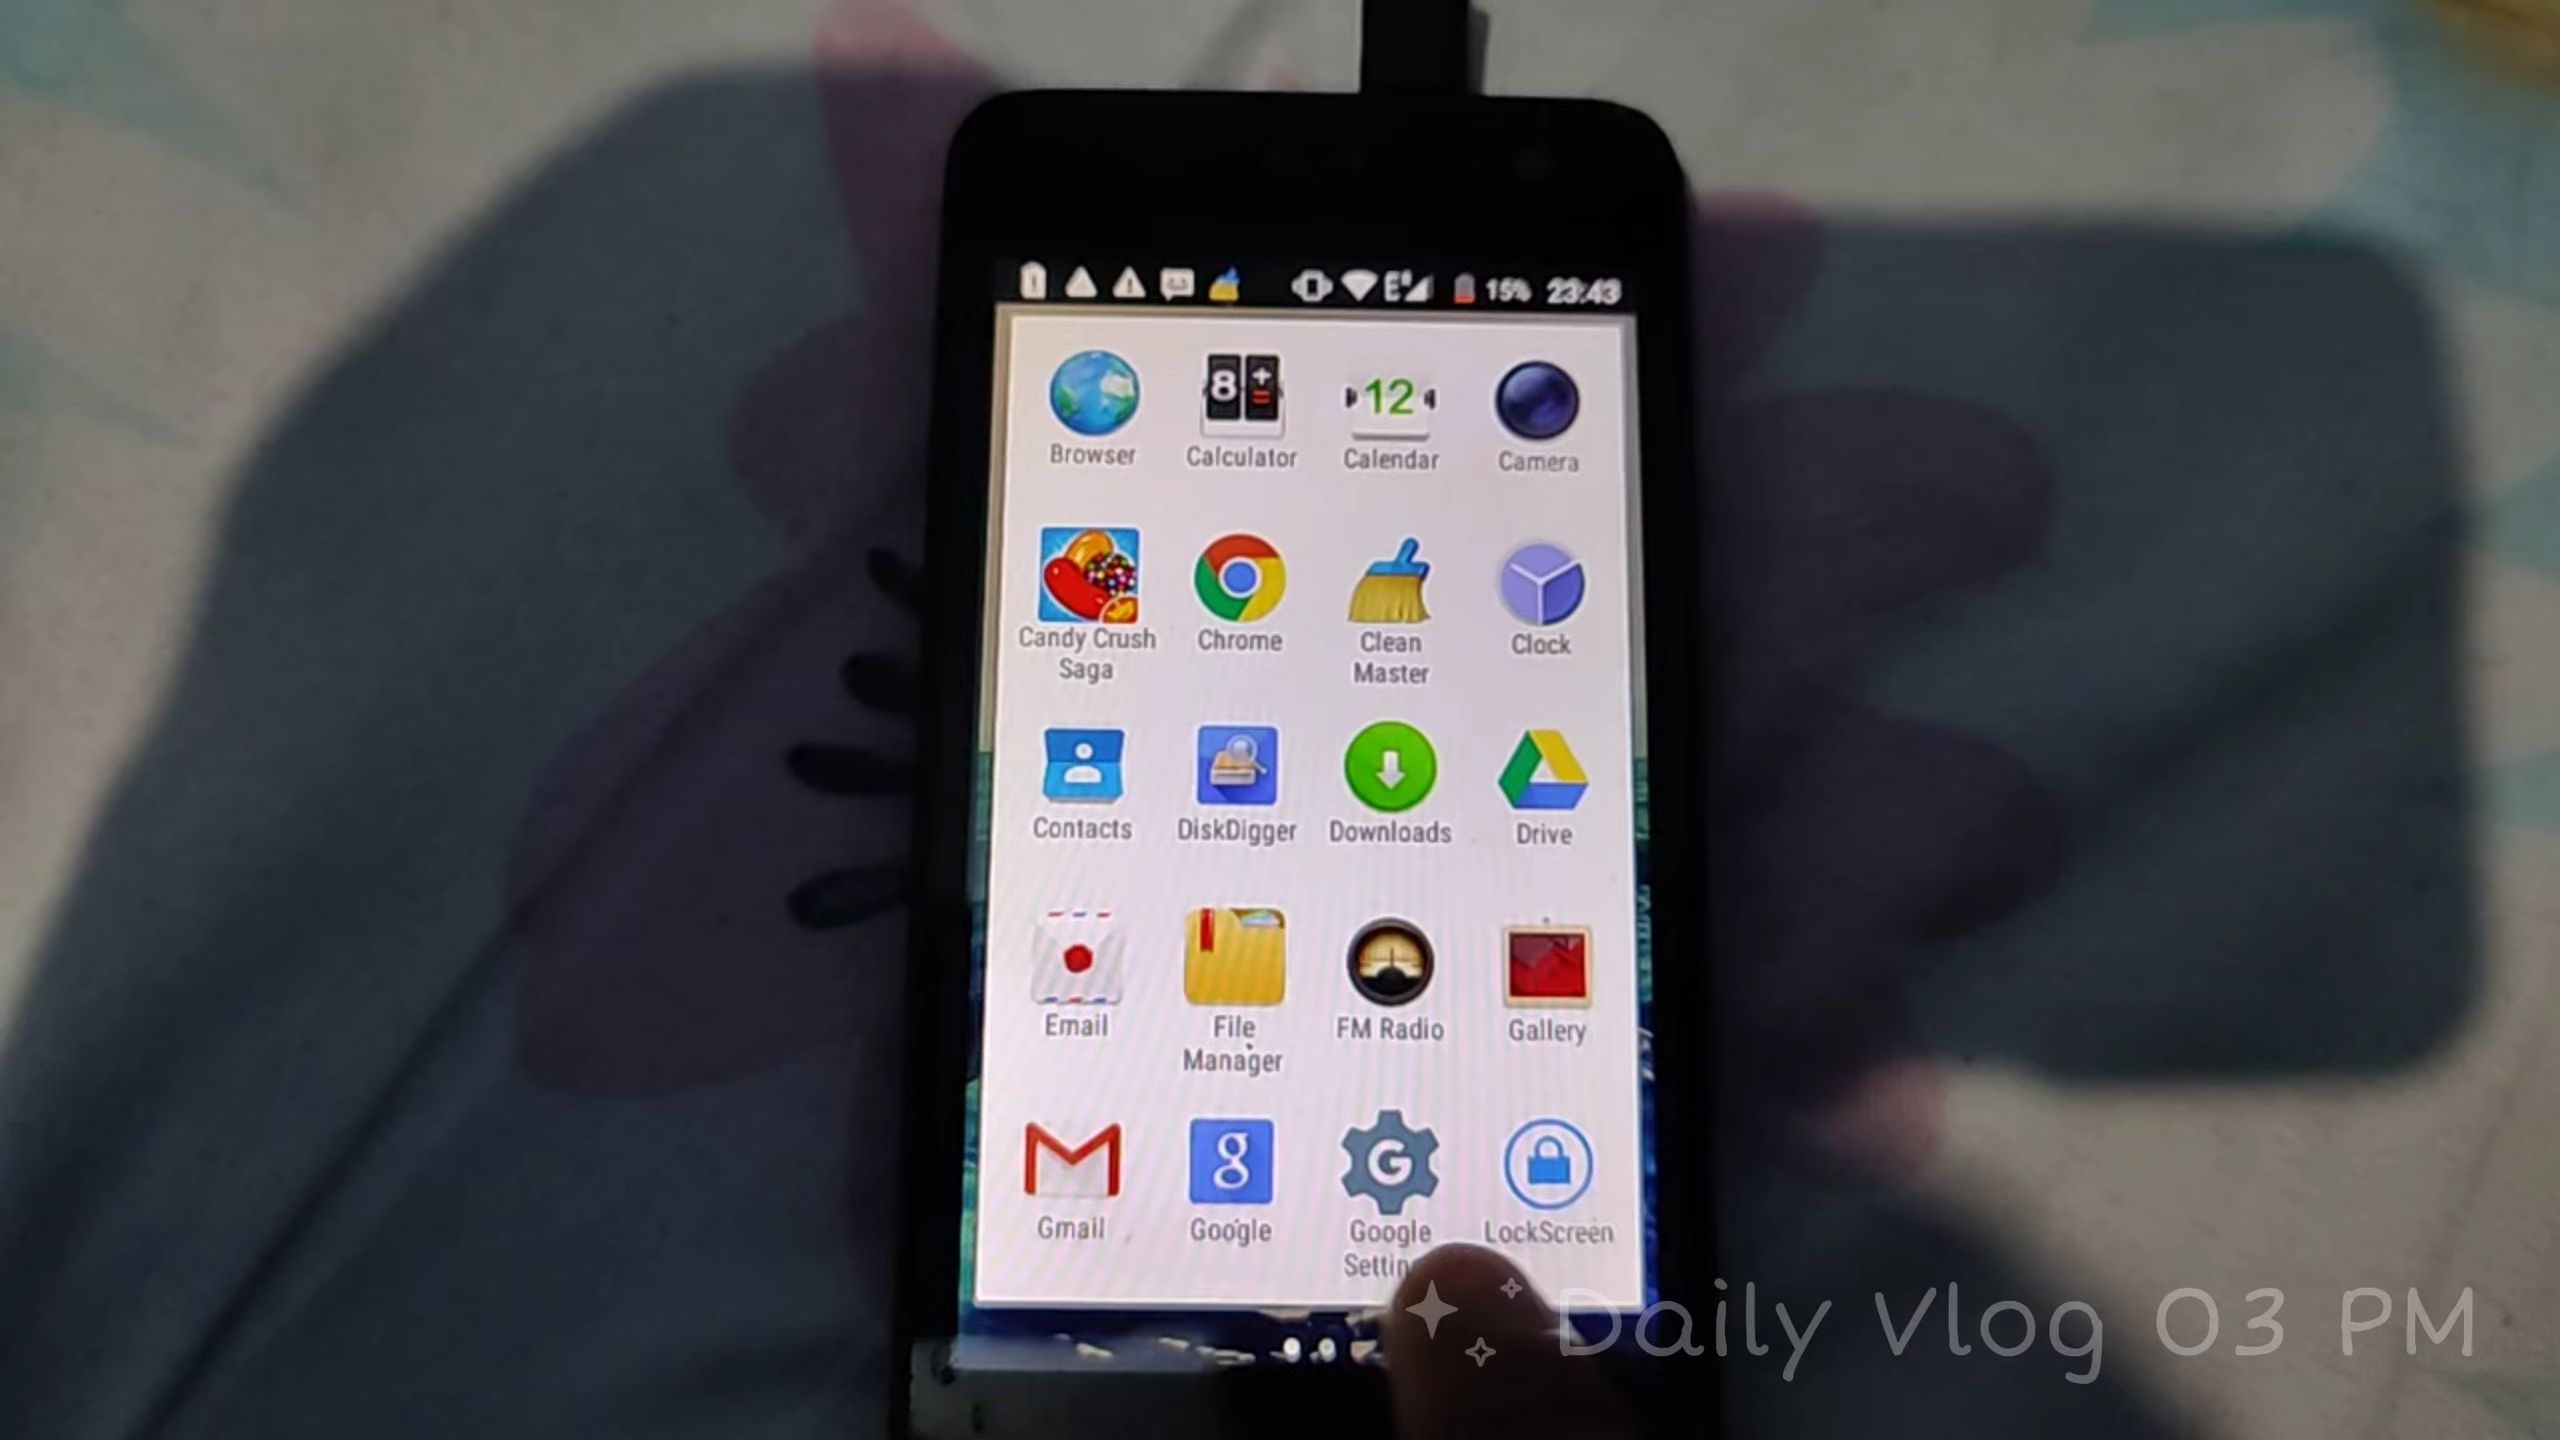 15% 23:43
8 + =
12
Browser Calculator Calendar Camera
Candy Crush Chrome Clean Clock
Saga Master
Contacts DiskDigger Downloads Drive
Email File FM Radio Gallery
Manager
g G
Gmail Google Google LockScreen
Daily Vlog 03 PM